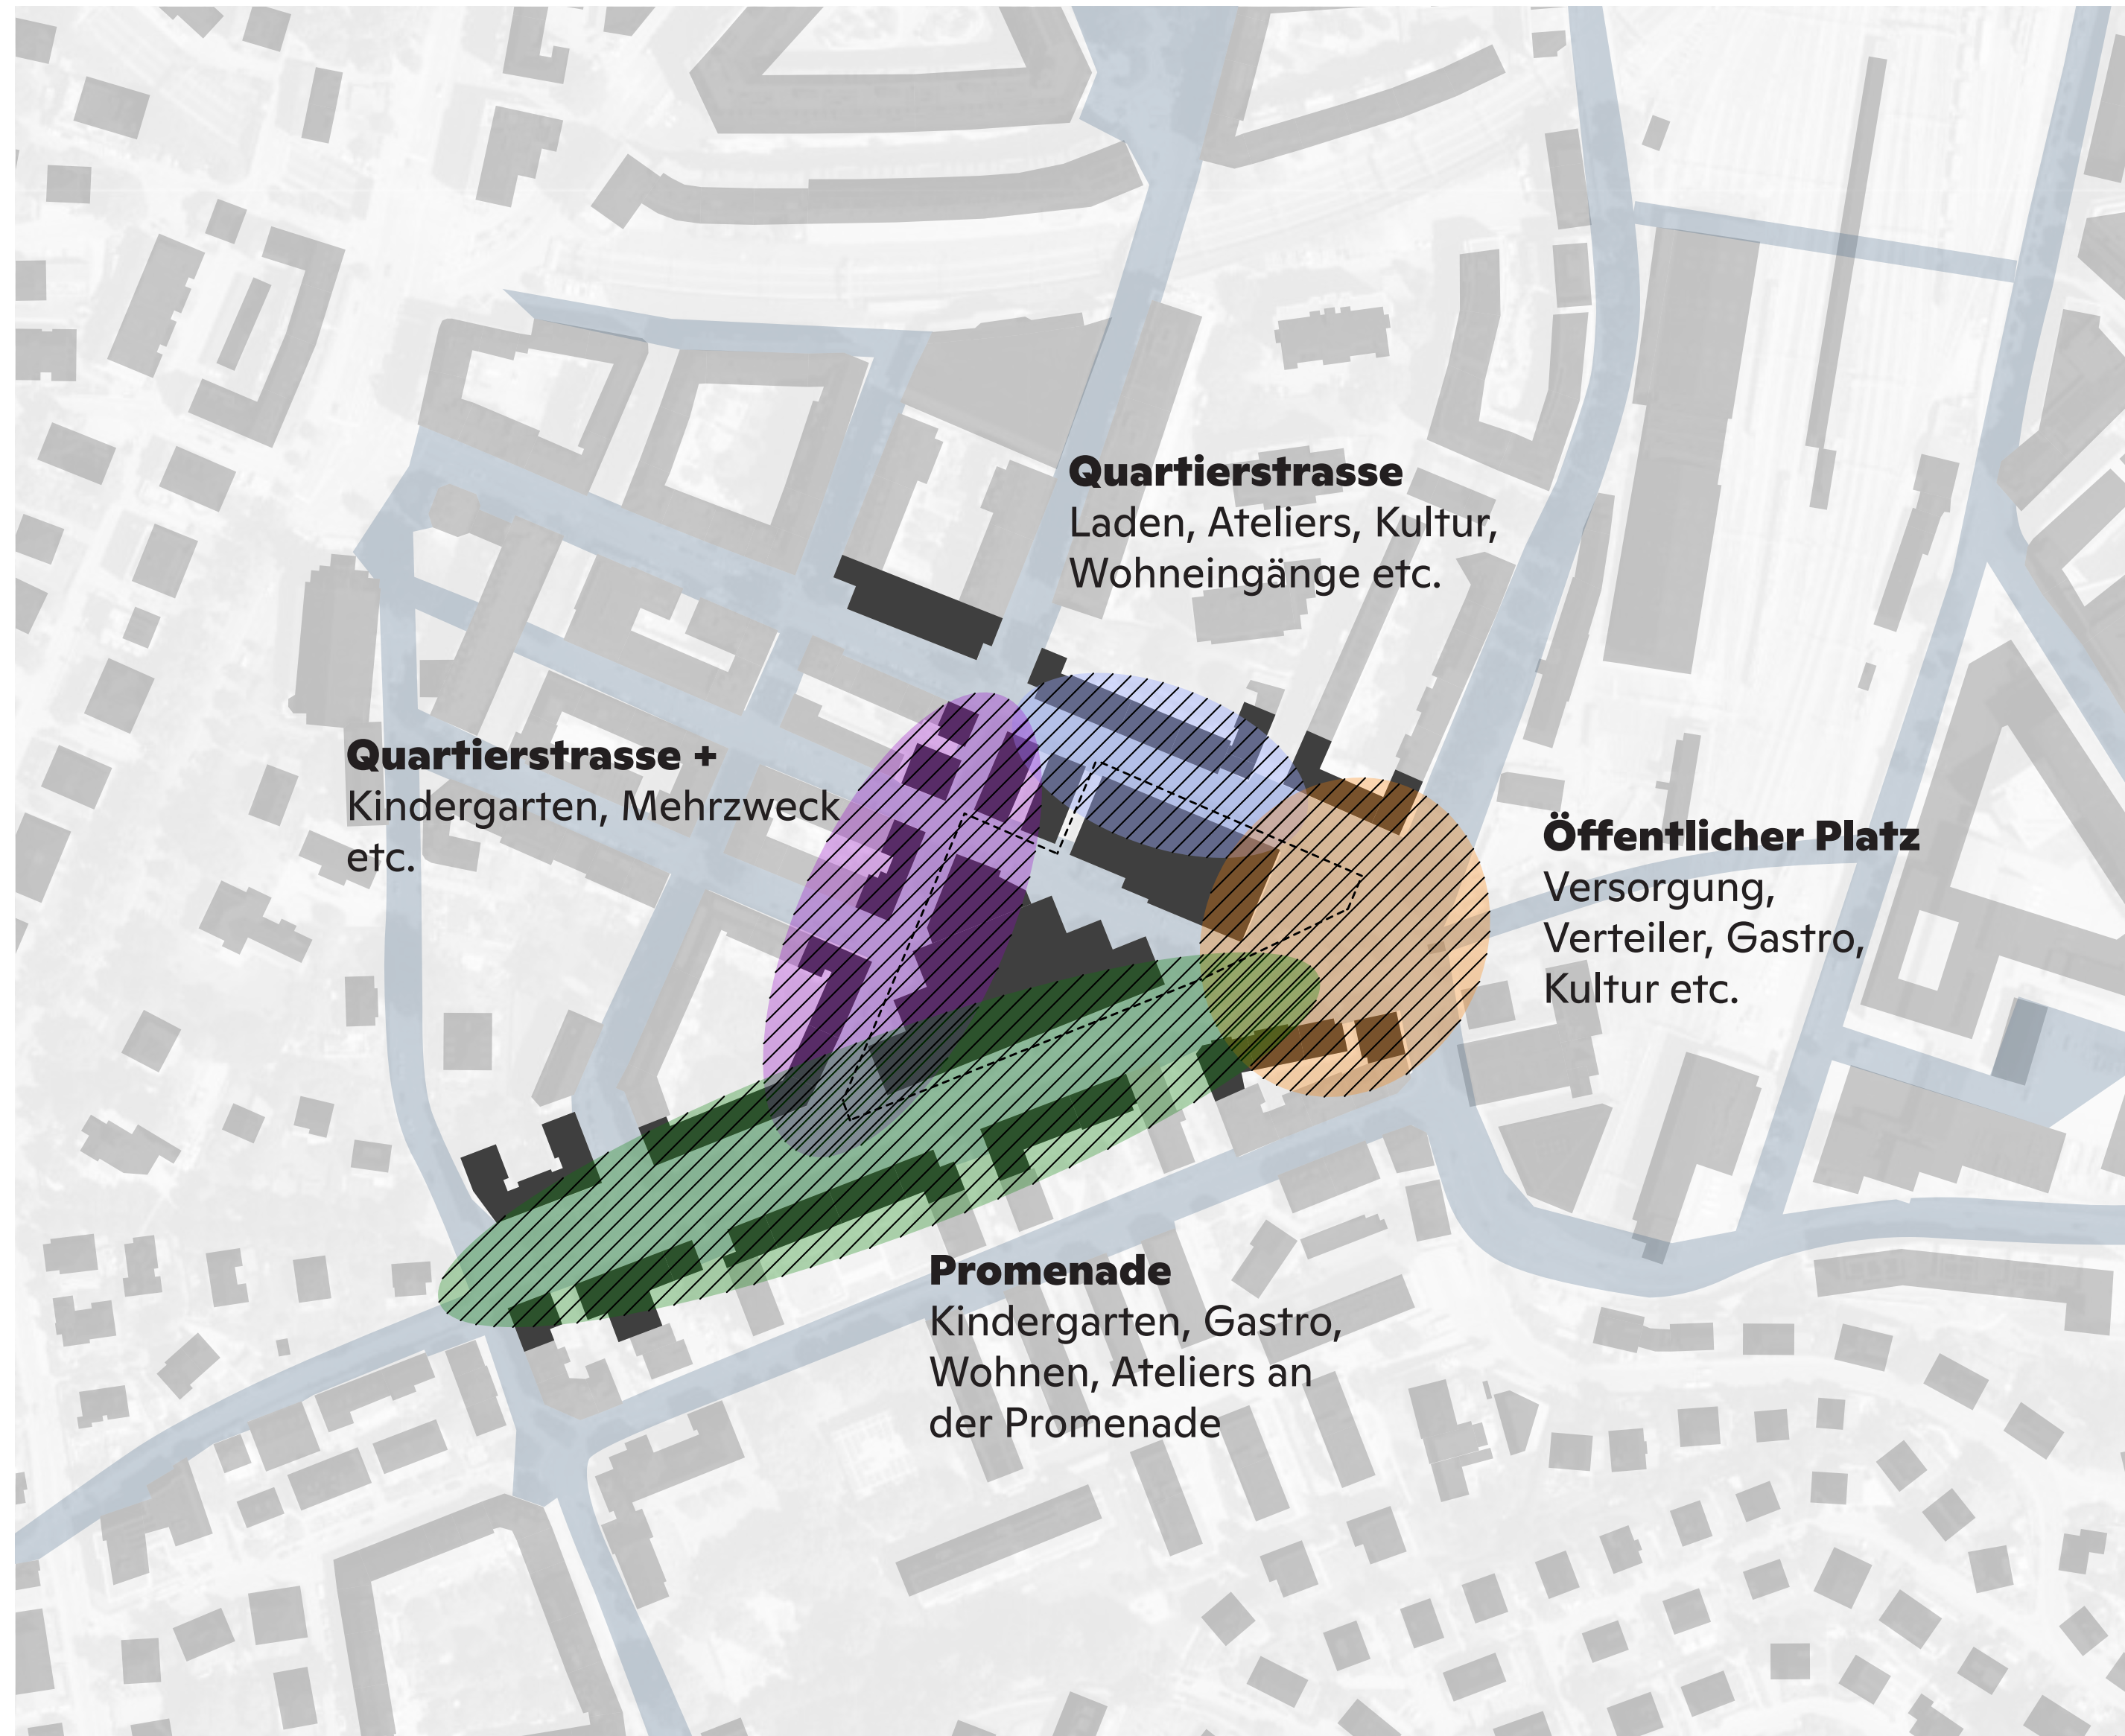 Quartierstrasse
Laden, Ateliers, Kultur,
Wohneingänge etc.
Quartierstrasse +
Kindergarten, Mehrzweck
etc.
Öffentlicher Platz
Versorgung,
Verteiler, Gastro,
Kultur etc.
Promenade
Kindergarten, Gastro,
Wohnen, Ateliers an
der Promenade